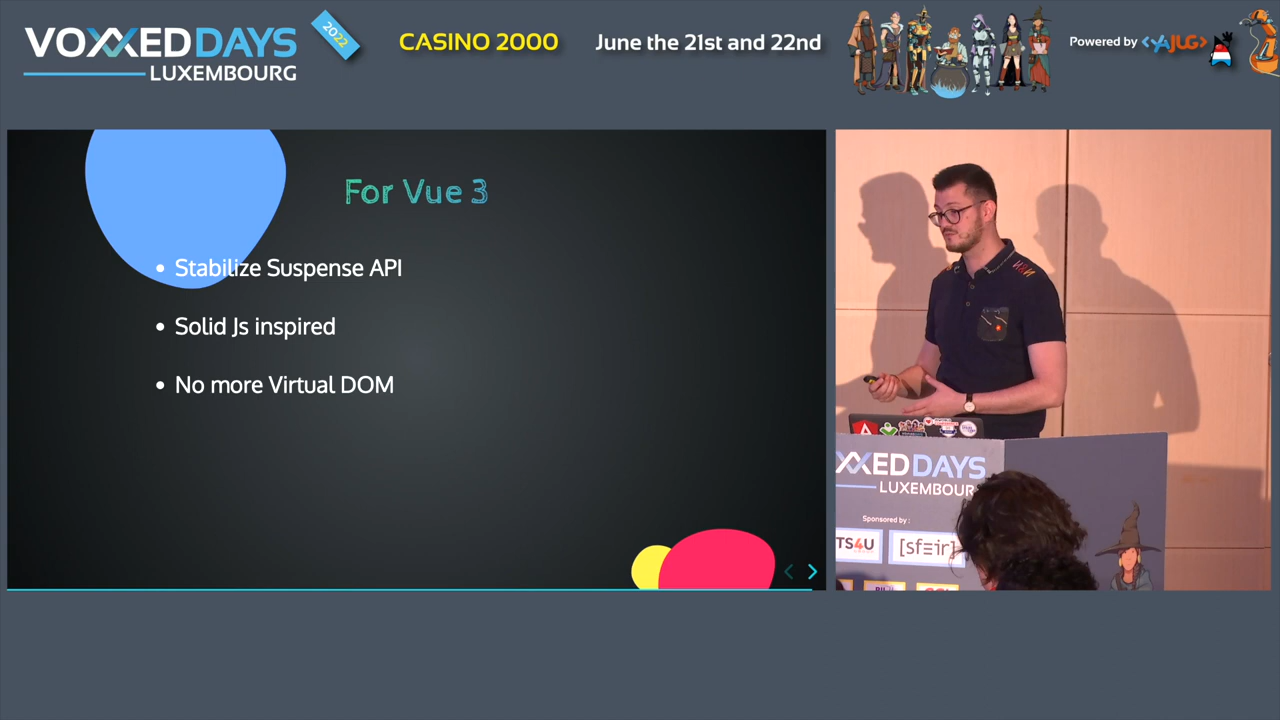 VOXXED DAYS
LUXEMBOURG
2022
CASINO 2000
June the 21st and 22nd
Powered by <YAJUG>
For Vue 3
• Stabilize Suspense API
• Solid Js inspired
• No more Virtual DOM
XXED DAYS
LUXEMBOUR
Sponsored by :
TS4U
[sfeir]